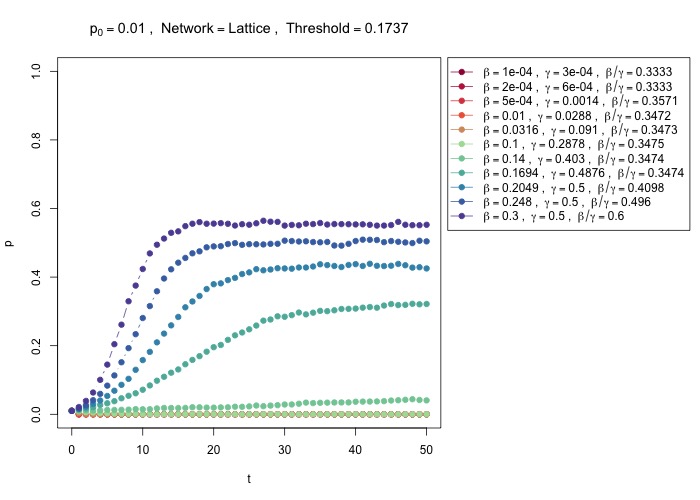 p₀ = 0.01 , Network = Lattice , Threshold = 0.1737
1.0
0.8
0.6
0.4
0.2
0.0
p
0 10 20 30 40 50
t
β = 1e-04 , γ = 3e-04 , β/γ = 0.3333
β = 2e-04 , γ = 6e-04 , β/γ = 0.3333
β = 5e-04 , γ = 0.0014 , β/γ = 0.3571
β = 0.01 , γ = 0.0288 , β/γ = 0.3472
β = 0.0316 , γ = 0.091 , β/γ = 0.3473
β = 0.1 , γ = 0.2878 , β/γ = 0.3475
β = 0.14 , γ = 0.403 , β/γ = 0.3474
β = 0.1694 , γ = 0.4876 , β/γ = 0.3474
β = 0.2049 , γ = 0.5 , β/γ = 0.4098
β = 0.248 , γ = 0.5 , β/γ = 0.496
β = 0.3 , γ = 0.5 , β/γ = 0.6